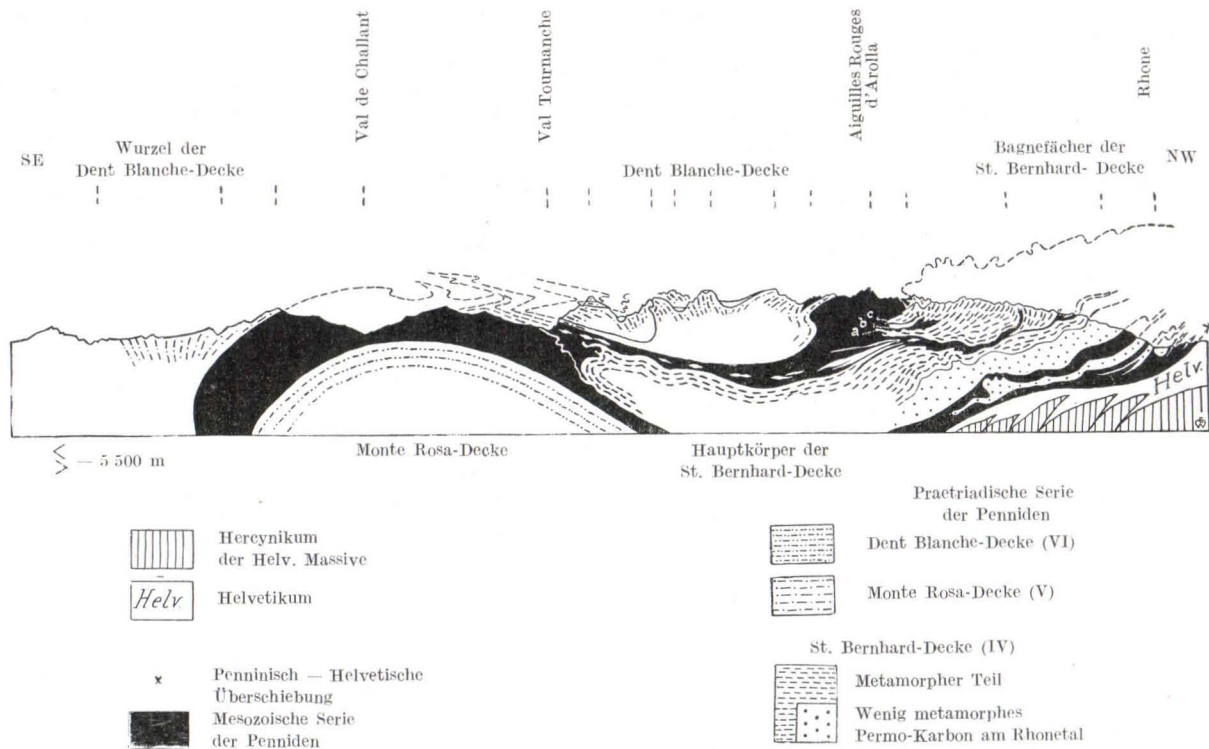 Val de Challant
Val Tournanche
Aiguilles Rouges
d'Arolla
Rhone
SE
Wurzel der
Dent Blanche-Decke
Dent Blanche-Decke
Bagnefächer der
St. Bernhard- Decke
NW
a b c
Helv.
— 5 500 m
Monte Rosa-Decke
Hauptkörper der
St. Bernhard-Decke
Hercynikum
der Helv. Massive
Helv.
Helvetikum
x Penninisch — Helvetische
Überschiebung
Mesozoische Serie
der Penniden
Praetriadische Serie
der Penniden
Dent Blanche-Decke (VI)
Monte Rosa-Decke (V)
St. Bernhard-Decke (IV)
Metamorpher Teil
Wenig metamorphes
Permo-Karbon am Rhonetal